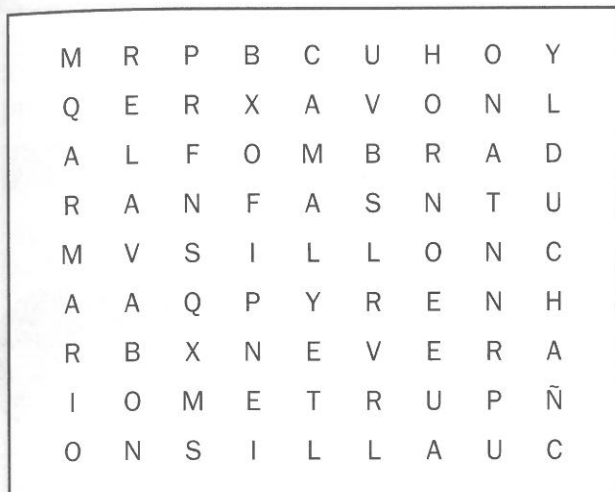 M R P B C U H O Y
Q E R X A V O N L
A L F O M B R A D
R A N F A S N T U
M V S I L L O N C
A A Q P Y R E N H
R B X N E V E R A
I O M E T R U P Ñ
O N S I L L A U C